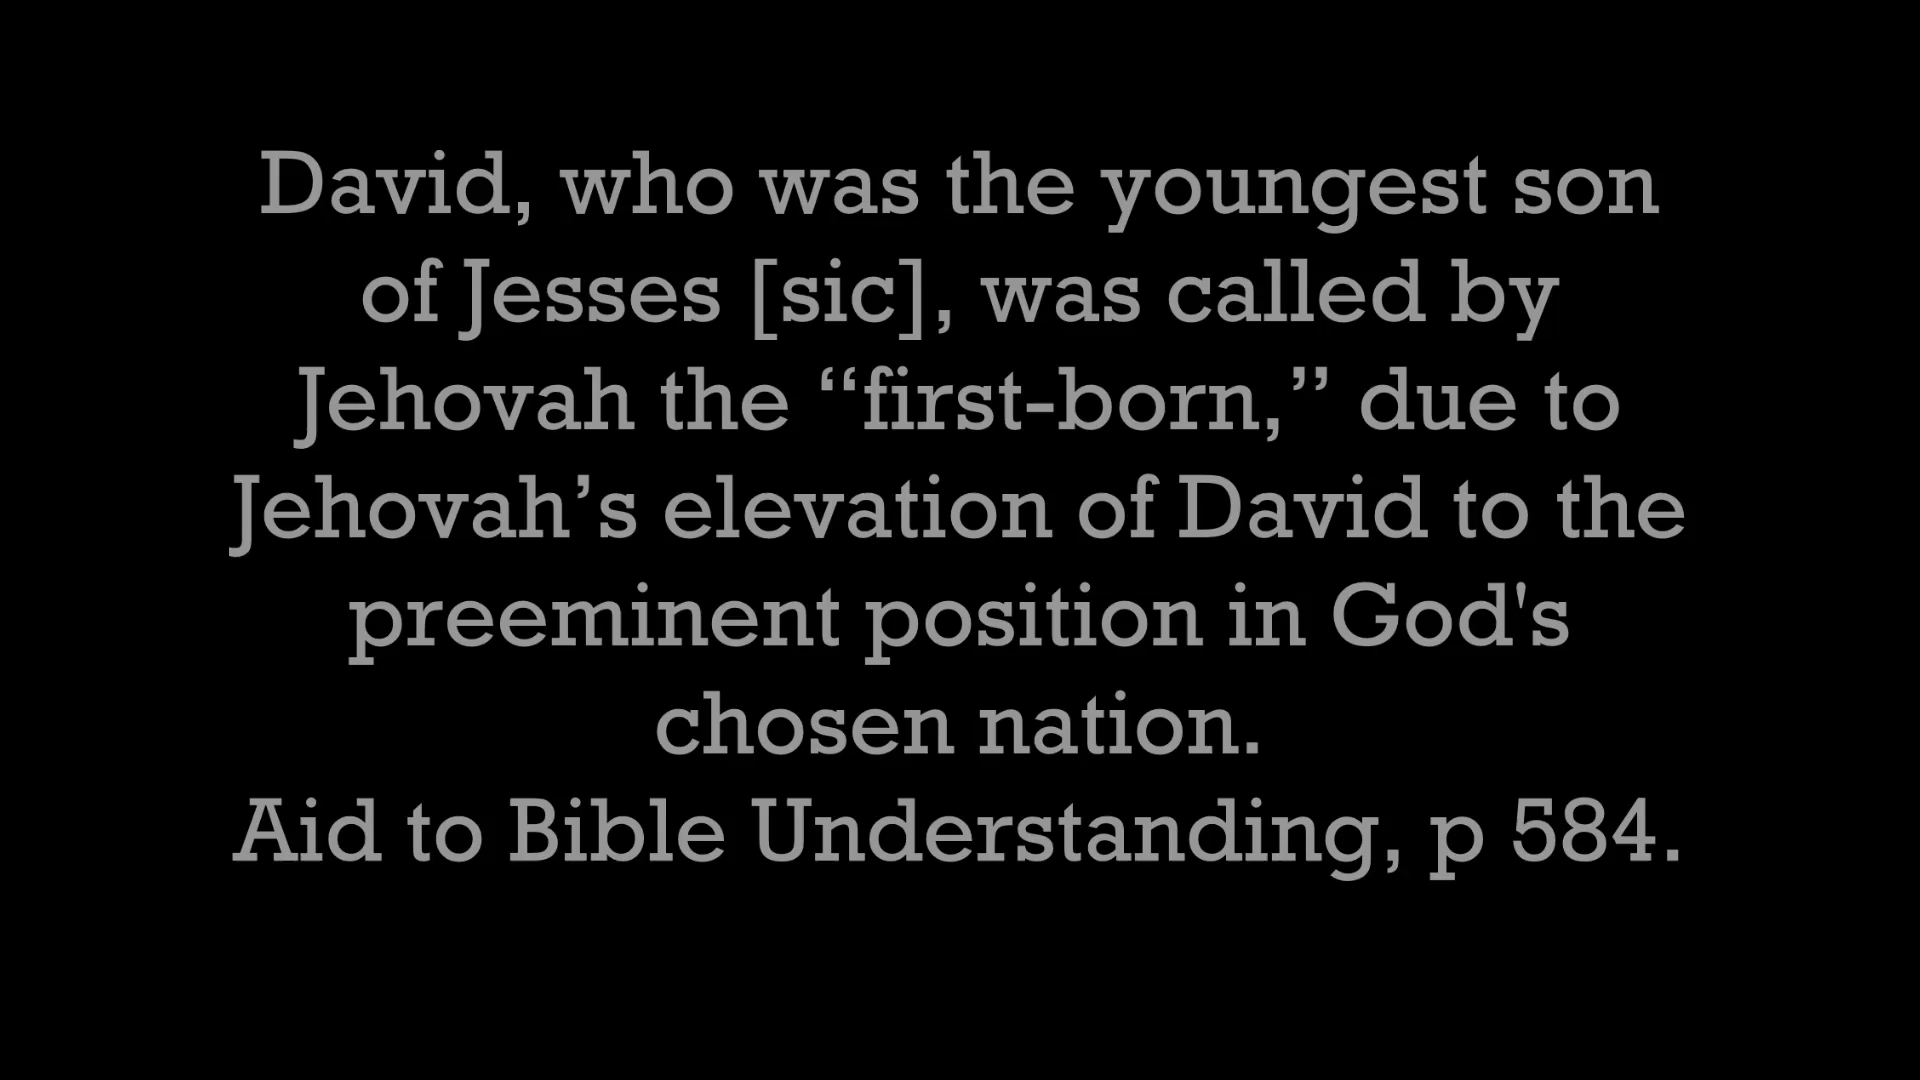 David, who was the youngest son
of Jesses [sic], was called by
Jehovah the “first-born,” due to
Jehovah’s elevation of David to the
preeminent position in God's
chosen nation.
Aid to Bible Understanding, p 584.